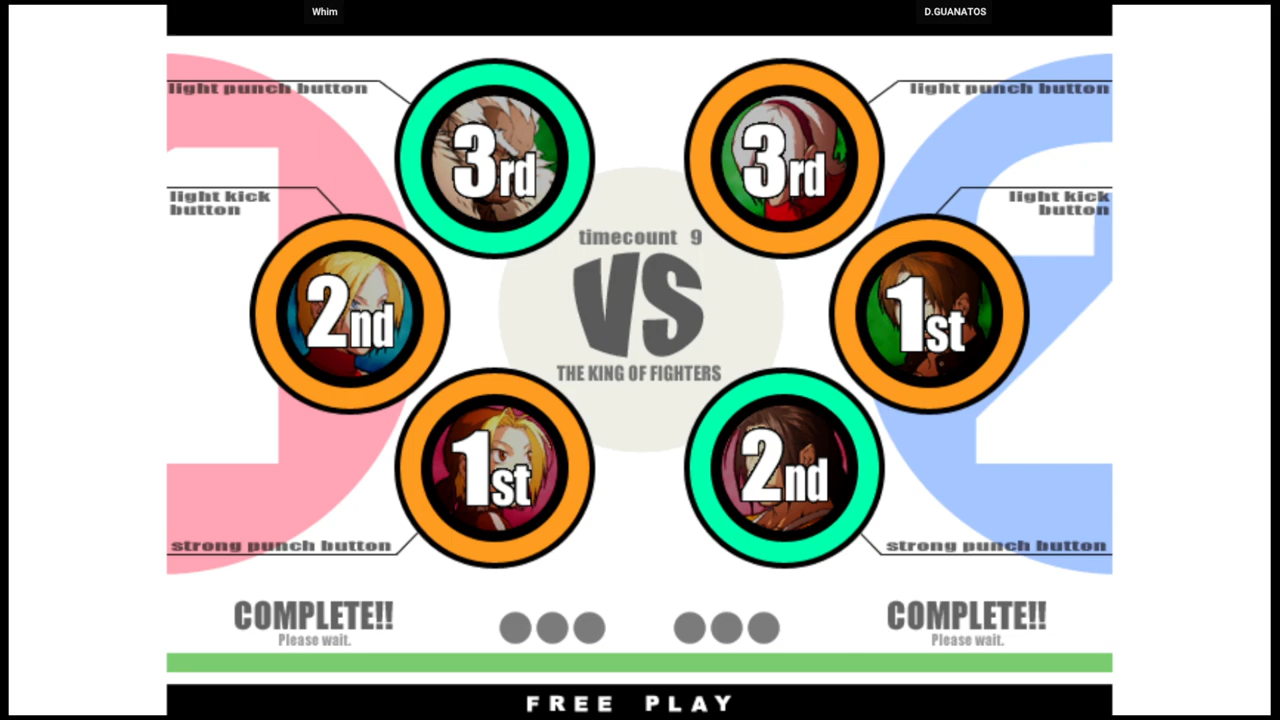 Whim
D.GUANATOS
light punch button
light punch button
3rd
3rd
light kick
button
light kick
button
timecount 9
VS
THE KING OF FIGHTERS
2nd
1st
1st
2nd
strong punch button
strong punch button
COMPLETE!!
Please wait.
COMPLETE!!
Please wait.
FREE PLAY
1
2